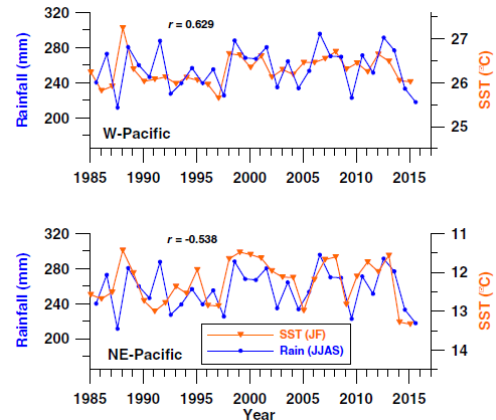 320
280
240
200
Rainfall (mm)
r = 0.629
27
26
25
SST (°C)
W-Pacific
1985 1990 1995 2000 2005 2010 2015
320
280
240
200
Rainfall (mm)
r = -0.538
11
12
13
14
SST (°C)
SST (JF)
Rain (JJAS)
NE-Pacific
1985 1990 1995 2000 2005 2010 2015
Year